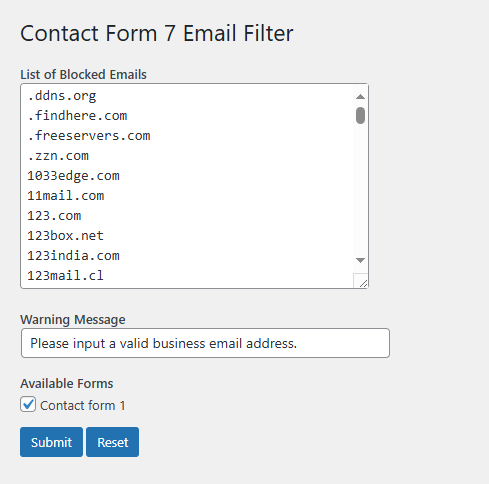 Contact Form 7 Email Filter
List of Blocked Emails
.ddns.org
.findhere.com
.freeservers.com
.zzn.com
1033edge.com
11mail.com
123.com
123box.net
123india.com
123mail.cl
Warning Message
Please input a valid business email address.
Available Forms
Contact form 1
Submit Reset